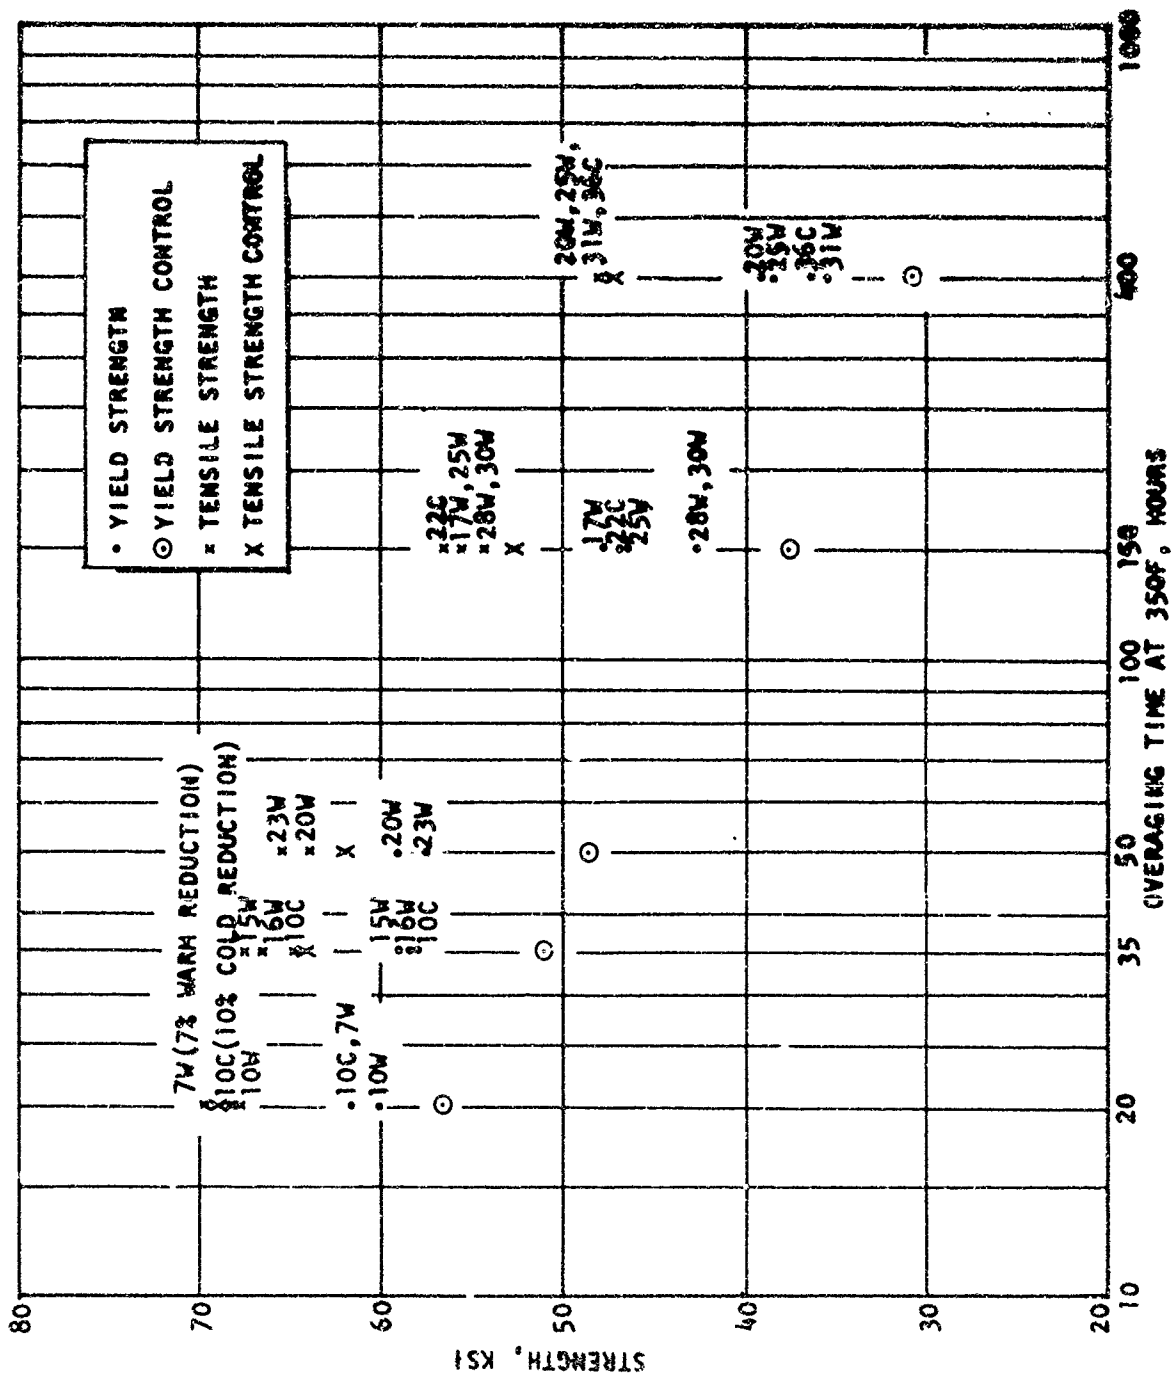 • YIELD STRENGTH
⊙ YIELD STRENGTH CONTROL
× TENSILE STRENGTH
X TENSILE STRENGTH CONTROL
7W (7% WARM REDUCTION)
10C (10% COLD REDUCTION)
10W
10C, 7W
10W
15W
16W
10C
15W
16W
10C
23W
20W
20W
23W
22C
17W, 25W
28W, 30W
17W
22C
25W
28W, 30W
20W, 25W,
31W, 36C
20W
25W
36C
31W
80
70
60
50
40
30
20
STRENGTH, KSI
10
20
35
50
100
150
400
1000
OVERAGING TIME AT 350F, HOURS